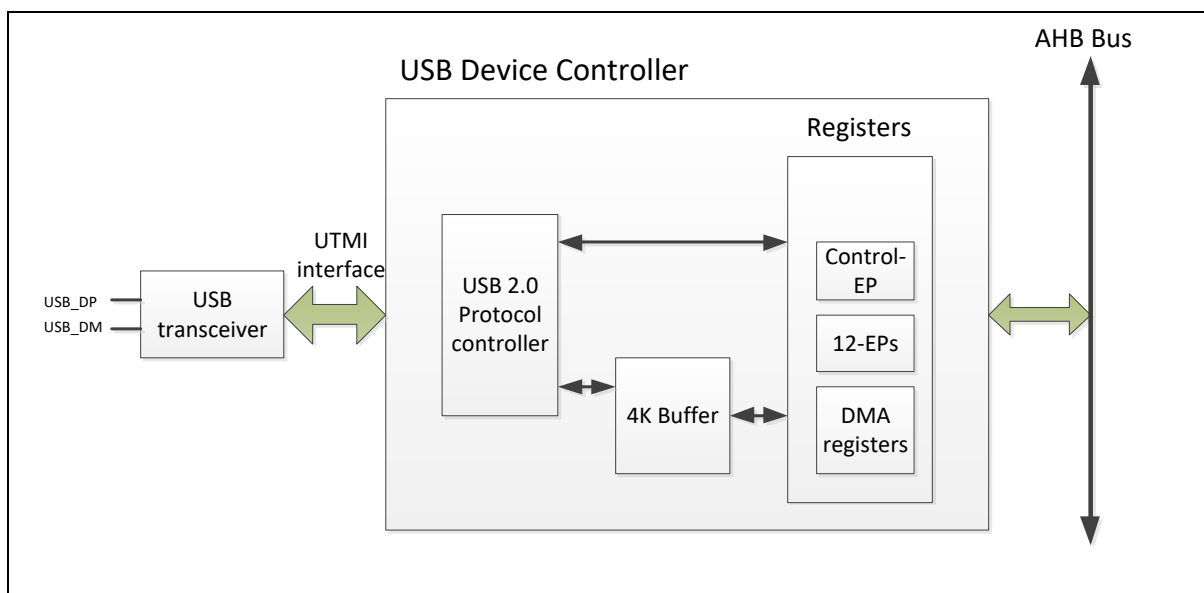 AHB Bus
USB Device Controller
Registers
UTMI
interface
USB_DP
USB_DM
USB
transceiver
USB 2.0
Protocol
controller
4K Buffer
Control-
EP
12-EPs
DMA
registers